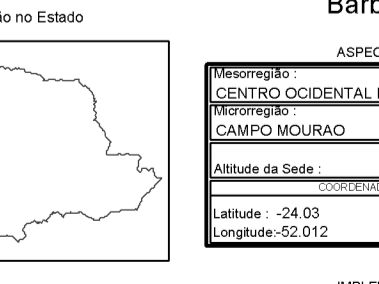 ão no Estado
Barb
ASPEC
Mesorregião :
CENTRO OCIDENTAL
Microrregião :
CAMPO MOURAO
Altitude da Sede :
COORDENAD
Latitude : -24.03
Longitude:-52.012